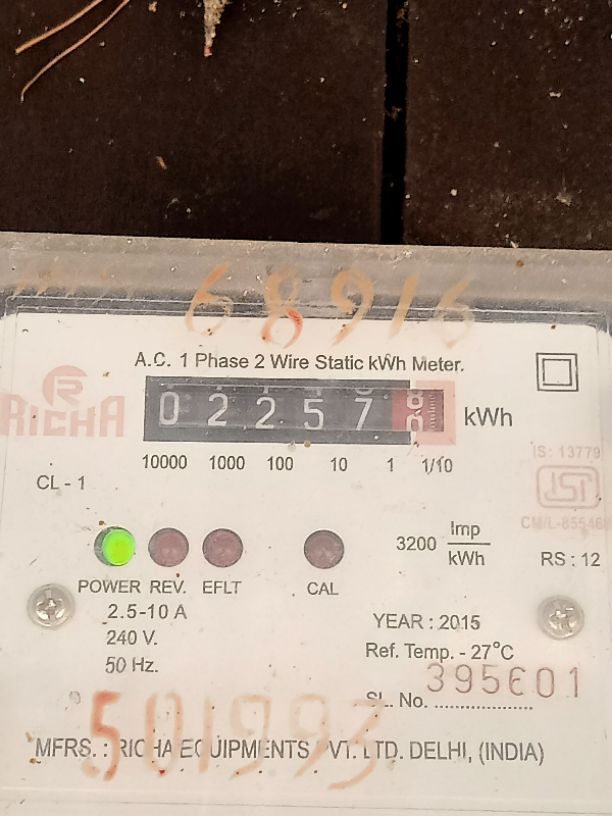 68916
A.C. 1 Phase 2 Wire Static kWh Meter.
RICHA
0 2 2 5 7 8 kWh
10000 1000 100 10 1 1/10
IS: 13779
CL - 1
ISI
3200 Imp/kWh
RS : 12
POWER REV. EFLT CAL
2.5-10 A
240 V.
50 Hz.
YEAR : 2015
Ref. Temp. - 27°C
SL. No. 395601
501993
MFRS. : RICHA EQUIPMENTS PVT. LTD. DELHI, (INDIA)